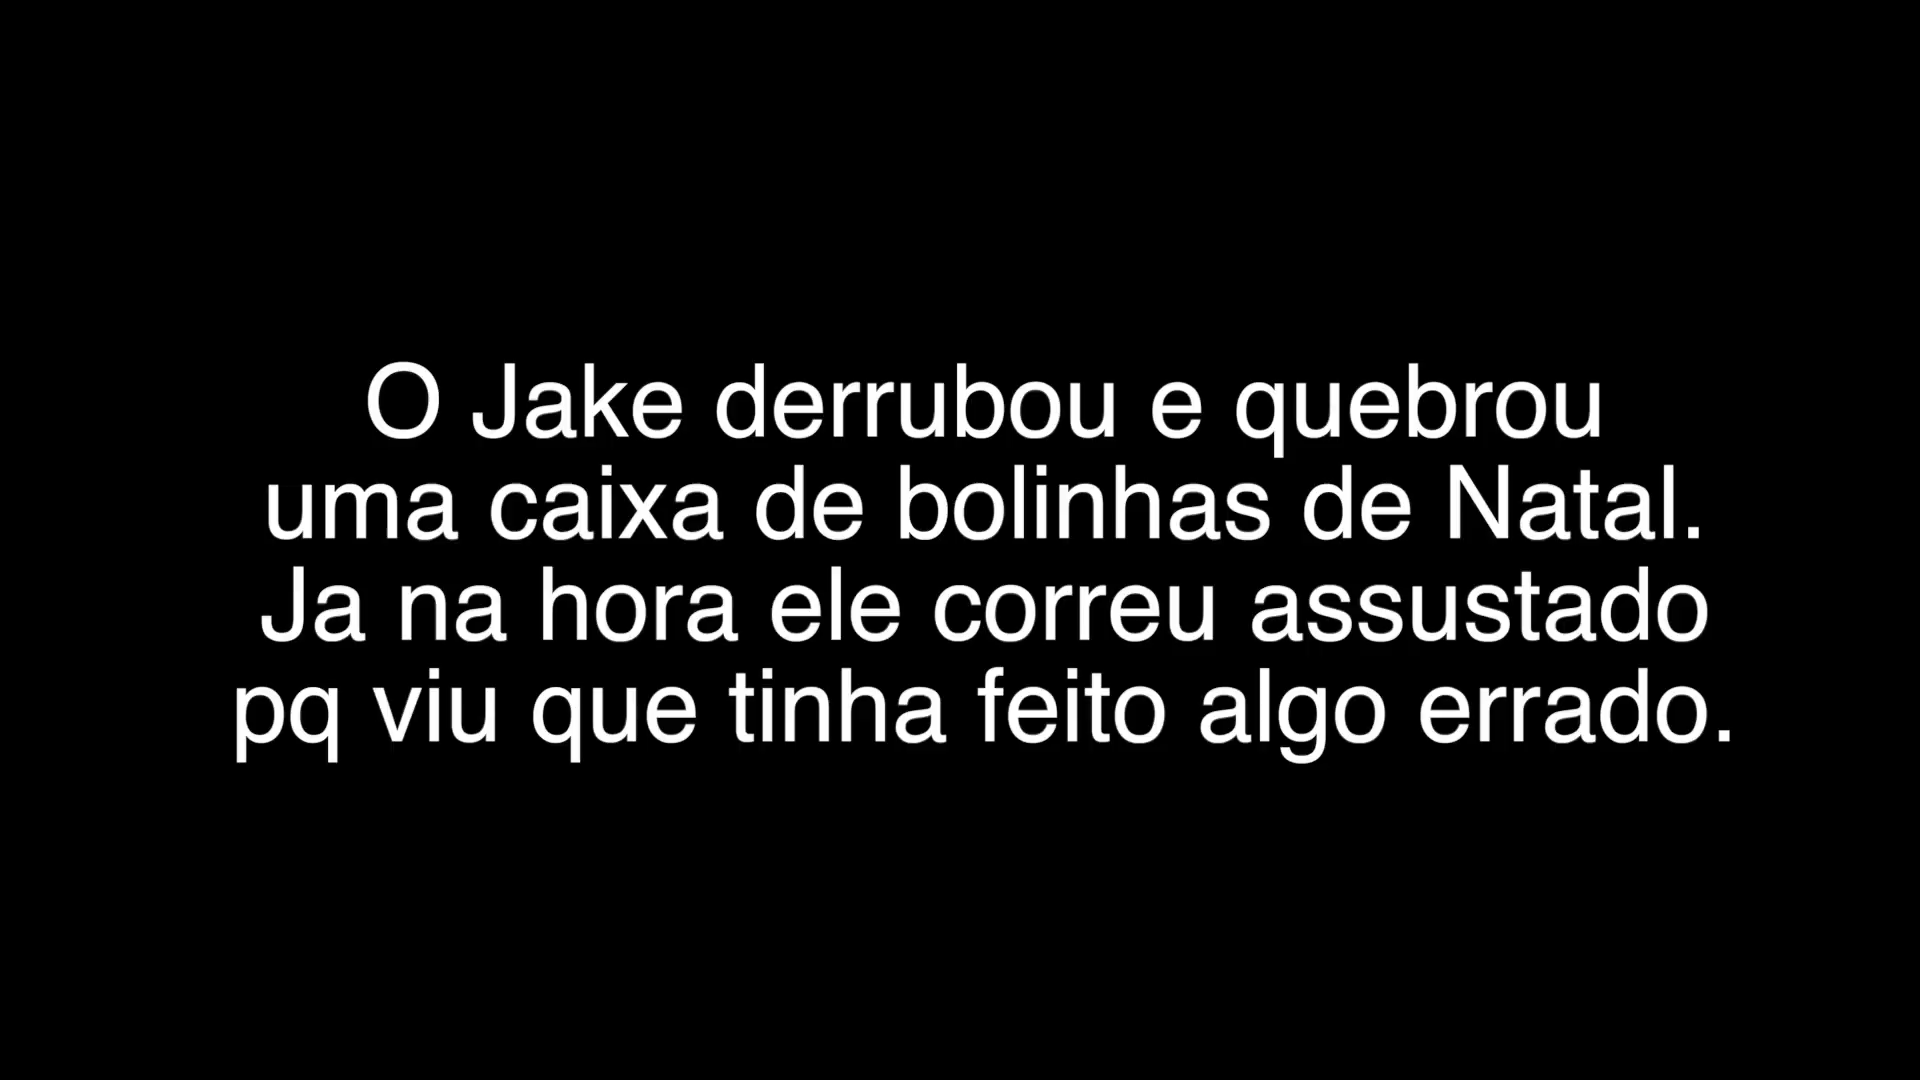 O Jake derrubou e quebrou
uma caixa de bolinhas de Natal.
Ja na hora ele correu assustado
pq viu que tinha feito algo errado.